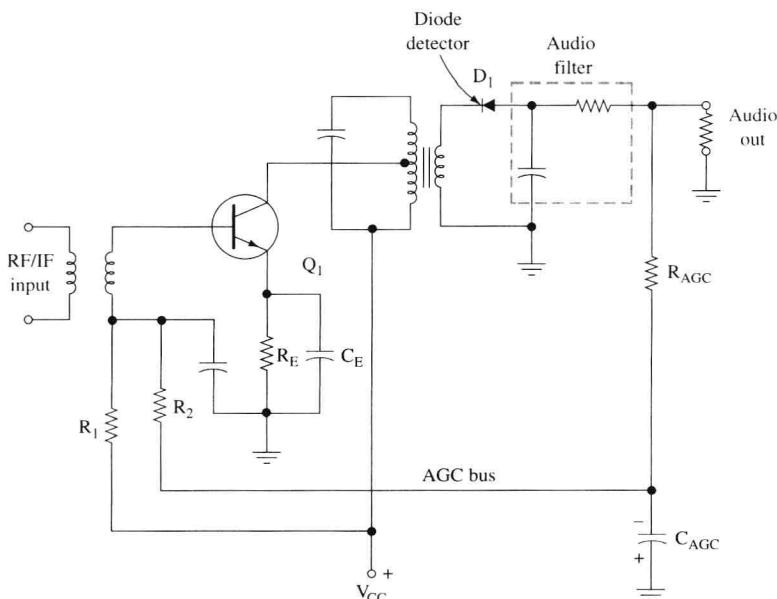 Diode
detector
D1
Audio
filter
Audio
out
RF/IF
input
Q1
RAGC
RE
CE
R1
R2
AGC bus
−
CAGC
+
+
VCC